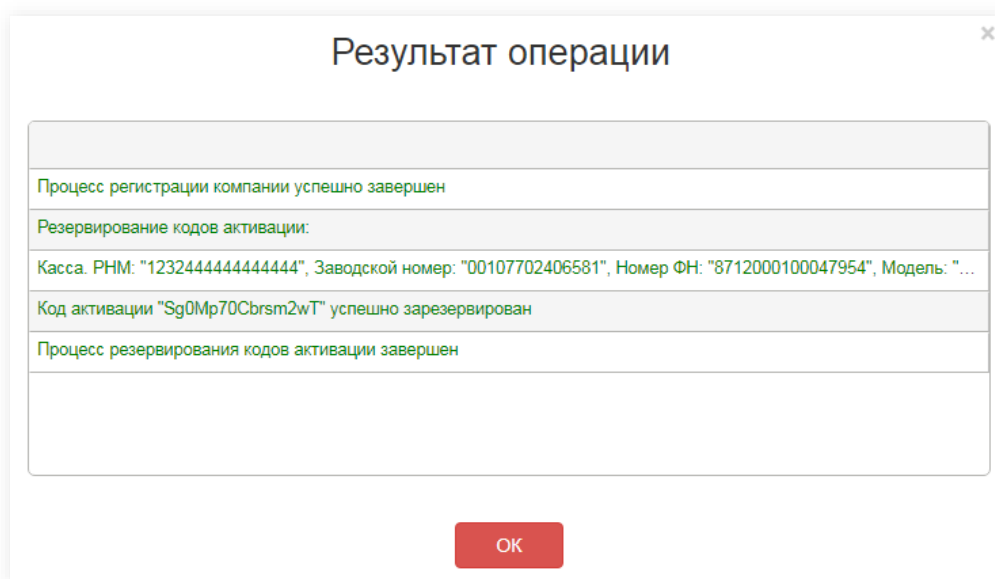 Результат операции
×
Процесс регистрации компании успешно завершен
Резервирование кодов активации:
Касса. РНМ: "1232444444444444", Заводской номер: "00107702406581", Номер ФН: "8712000100047954", Модель: "...
Код активации "Sg0Mp70Cbrsm2wT" успешно зарезервирован
Процесс резервирования кодов активации завершен
ОК